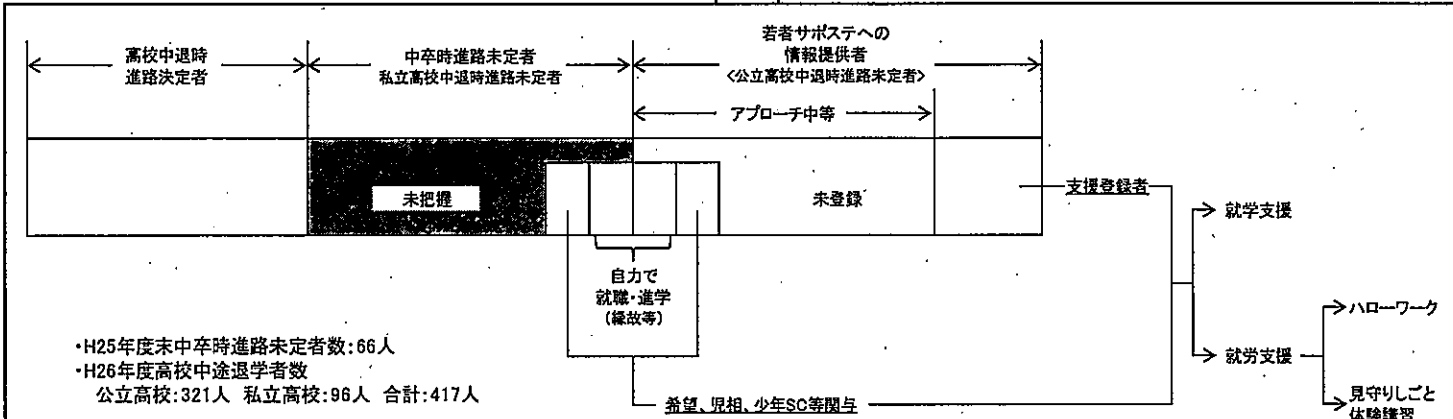 高校中退時
進路決定者
中卒時進路未定者
私立高校中退時進路未定者
若者サポステへの
情報提供者
<公立高校中退時進路未定者>
アプローチ中等
未把握
未登録
支援登録者
自力で
就職・進学
(縁故等)
就学支援
ハローワーク
就労支援
見守りしごと
体験講習
・H25年度末中卒時進路未定者数:66人
・H26年度高校中途退学者数
公立高校:321人 私立高校:96人 合計:417人
希望、児相、少年SC等関与